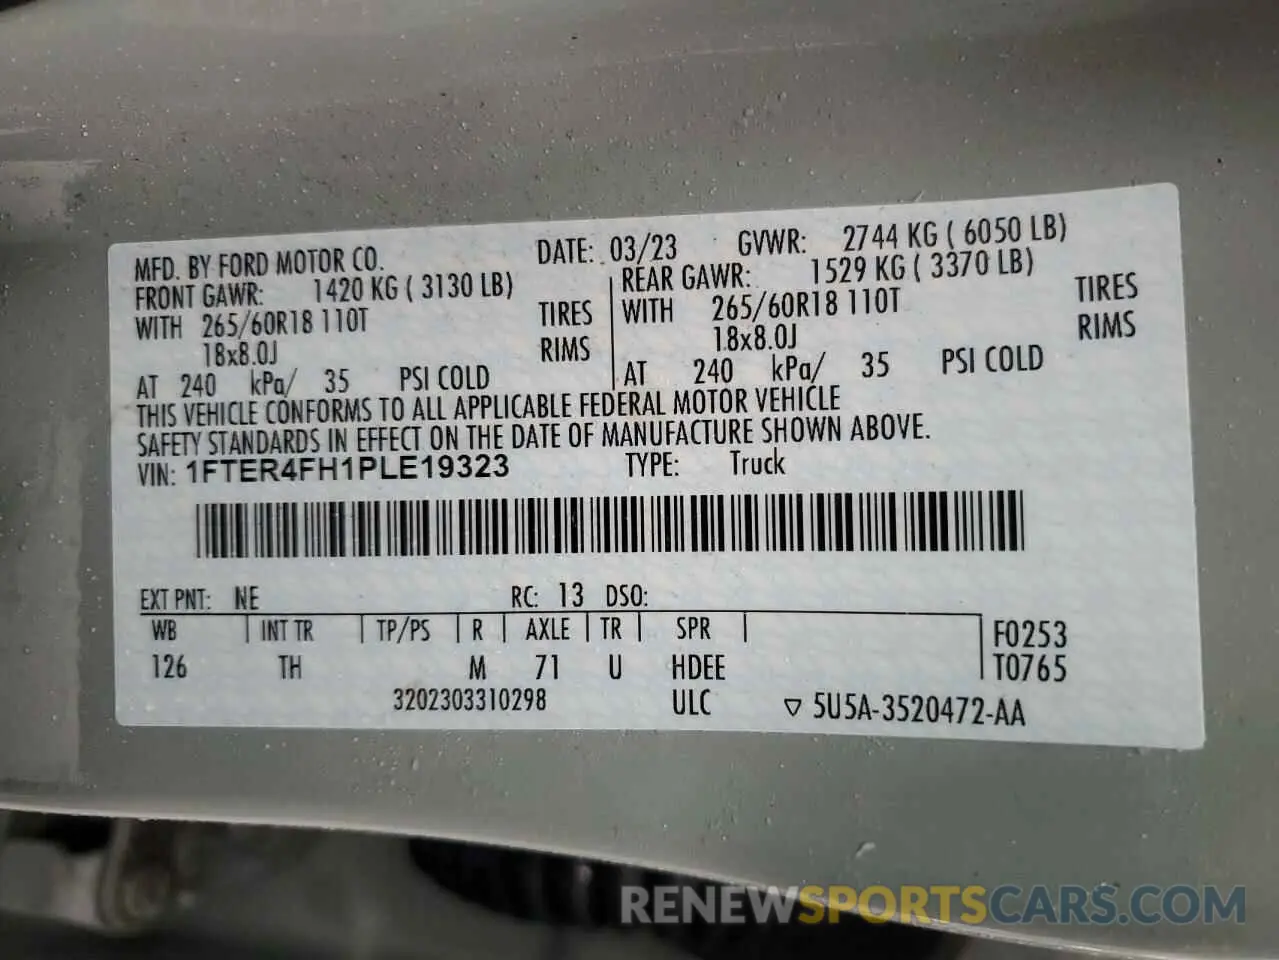 MFD. BY FORD MOTOR CO. DATE: 03/23 GVWR: 2744 KG ( 6050 LB)
FRONT GAWR: 1420 KG ( 3130 LB) REAR GAWR: 1529 KG ( 3370 LB)
WITH 265/60R18 110T TIRES WITH 265/60R18 110T TIRES
18x8.0J RIMS 18x8.0J RIMS
AT 240 kPa/ 35 PSI COLD AT 240 kPa/ 35 PSI COLD
THIS VEHICLE CONFORMS TO ALL APPLICABLE FEDERAL MOTOR VEHICLE
SAFETY STANDARDS IN EFFECT ON THE DATE OF MANUFACTURE SHOWN ABOVE.
VIN: 1FTER4FH1PLE19323 TYPE: Truck
EXT PNT: NE RC: 13 DSO:
WB INT TR TP/PS R AXLE TR SPR F0253
126 TH M 71 U HDEE T0765
3202303310298 ULC ▽ 5U5A-3520472-AA
RENEWSPORTSCARS.COM